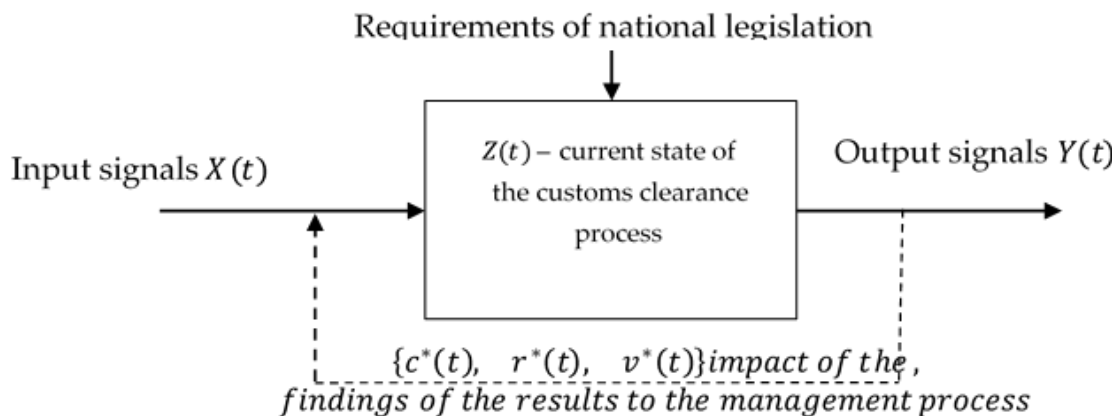 Requirements of national legislation
Input signals X(t)
Z(t) – current state of
the customs clearance
process
Output signals Y(t)
{c*(t), r*(t), v*(t)}impact of the ,
findings of the results to the management process